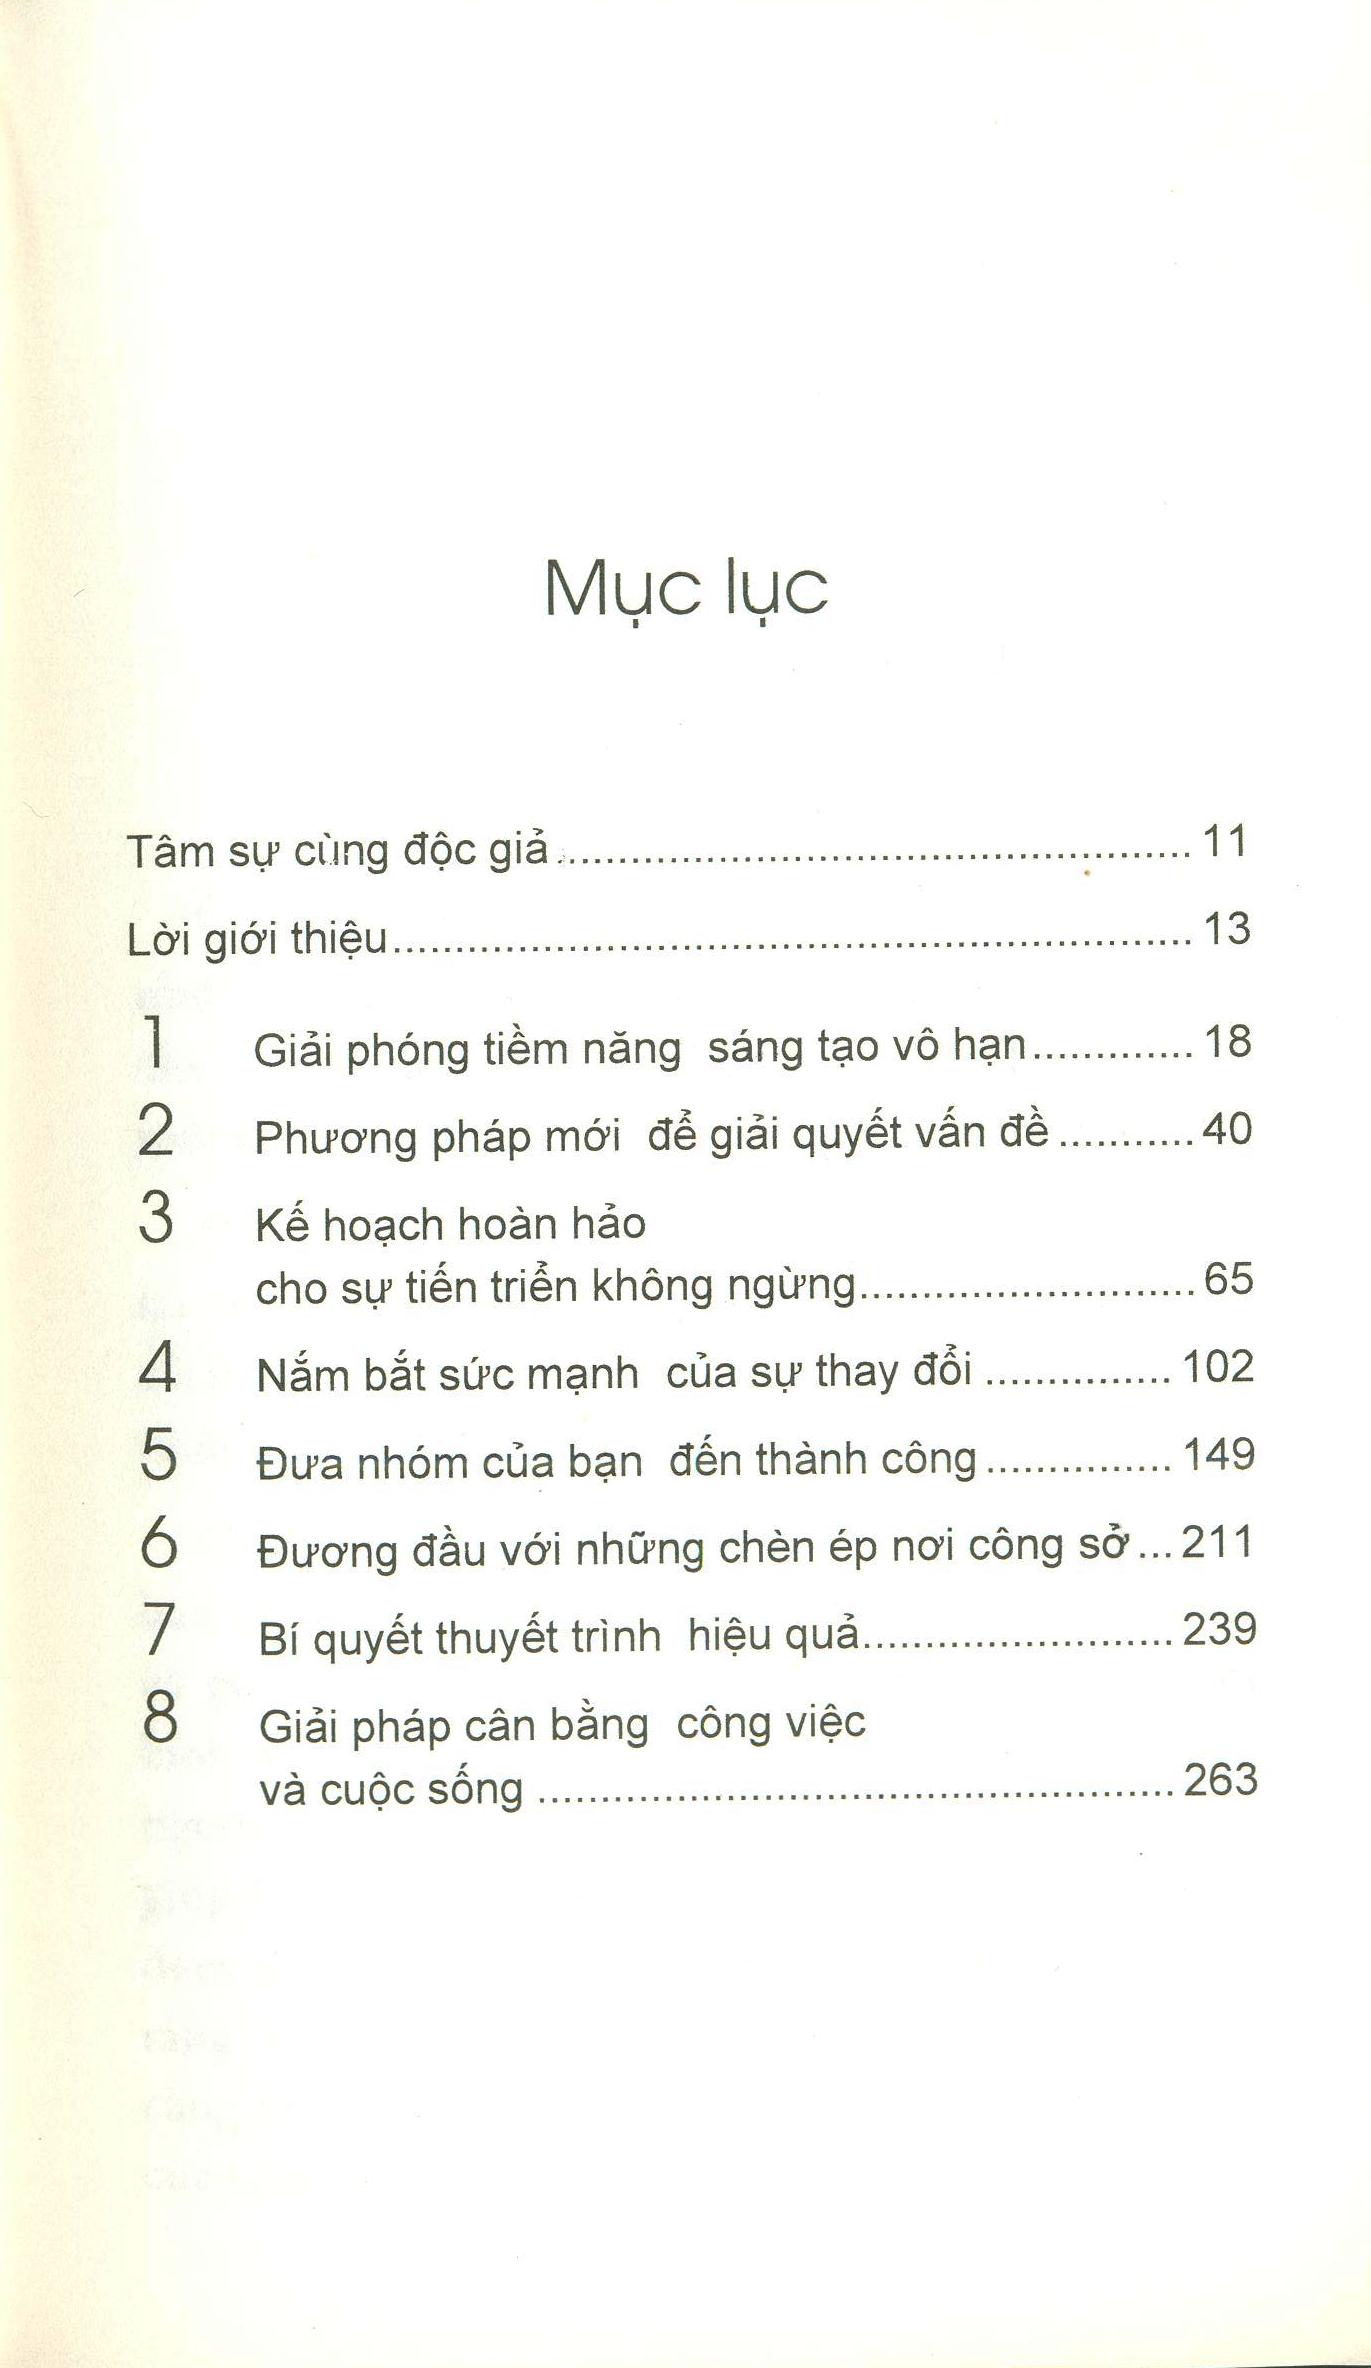 Mục lục
Tâm sự cùng độc giả .................................................. 11
Lời giới thiệu ................................................................ 13
1 Giải phóng tiềm năng sáng tạo vô hạn ............. 18
2 Phương pháp mới để giải quyết vấn đề ........... 40
3 Kế hoạch hoàn hảo
cho sự tiến triển không ngừng ........................... 65
4 Nắm bắt sức mạnh của sự thay đổi ............... 102
5 Đưa nhóm của bạn đến thành công ............... 149
6 Đương đầu với những chèn ép nơi công sở ... 211
7 Bí quyết thuyết trình hiệu quả ......................... 239
8 Giải pháp cân bằng công việc
và cuộc sống ................................................... 263